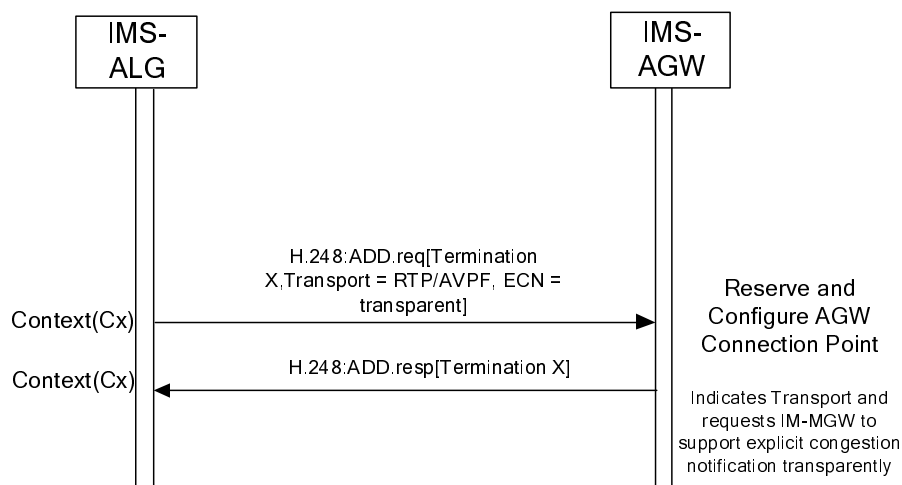 IMS-
ALG
IMS-
AGW
H.248:ADD.req[Termination
X,Transport = RTP/AVPF, ECN =
transparent]
Context(Cx)
Reserve and
Configure AGW
Connection Point
H.248:ADD.resp[Termination X]
Context(Cx)
Indicates Transport and
requests IM-MGW to
support explicit congestion
notification transparently